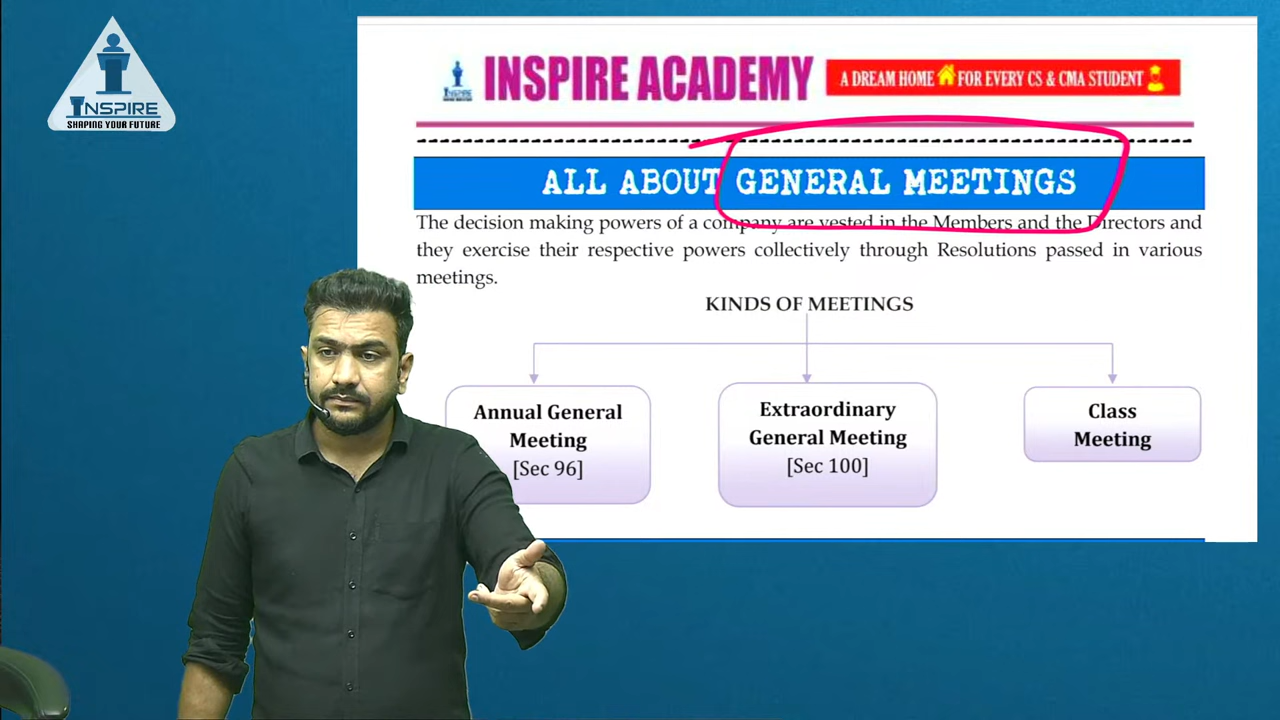 INSPIRE
SHAPING YOUR FUTURE
INSPIRE ACADEMY
A DREAM HOME FOR EVERY CS & CMA STUDENT
ALL ABOUT GENERAL MEETINGS
The decision making powers of a company are vested in the Members and the Directors and
they exercise their respective powers collectively through Resolutions passed in various
meetings.
KINDS OF MEETINGS
Annual General
Meeting
[Sec 96]
Extraordinary
General Meeting
[Sec 100]
Class
Meeting